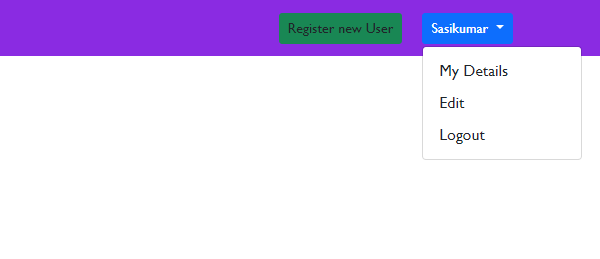 Register new User
Sasikumar
My Details
Edit
Logout